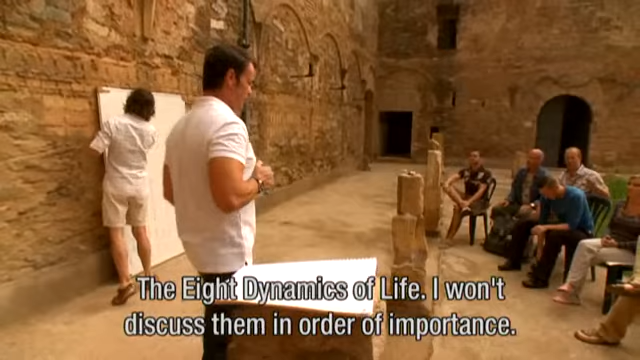 The Eight Dynamics of Life. I won't
discuss them in order of importance.